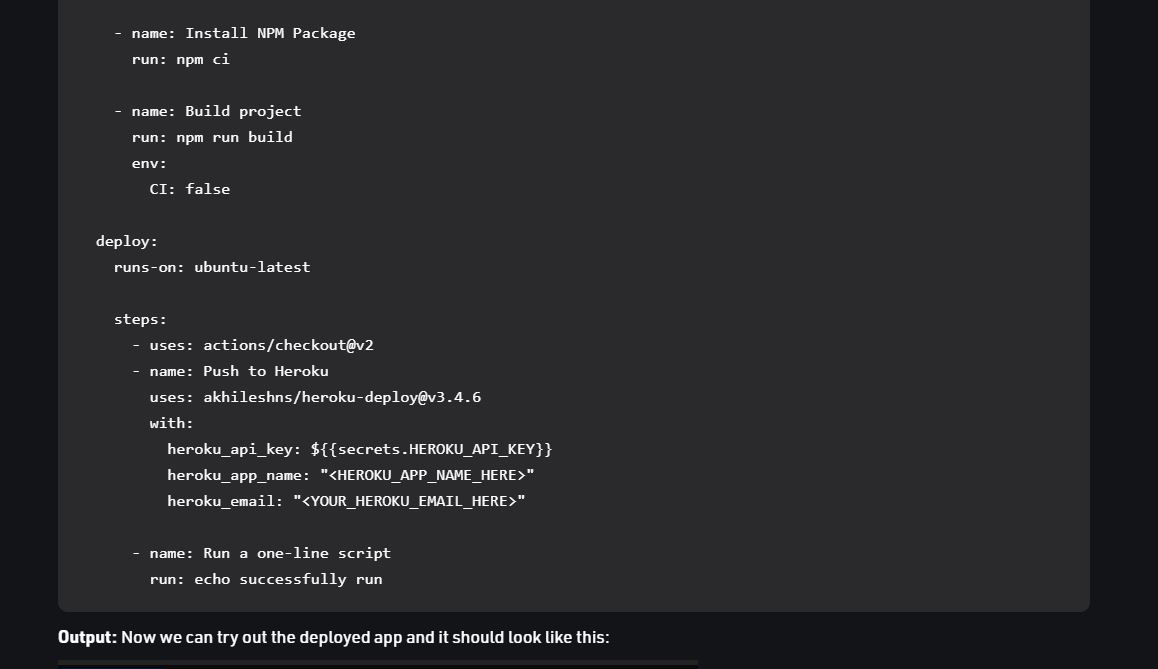 - name: Install NPM Package
run: npm ci
- name: Build project
run: npm run build
env:
CI: false
deploy:
runs-on: ubuntu-latest
steps:
- uses: actions/checkout@v2
- name: Push to Heroku
uses: akhileshns/heroku-deploy@v3.4.6
with:
heroku_api_key: ${{secrets.HEROKU_API_KEY}}
heroku_app_name: "<HEROKU_APP_NAME_HERE>"
heroku_email: "<YOUR_HEROKU_EMAIL_HERE>"
- name: Run a one-line script
run: echo successfully run
Output: Now we can try out the deployed app and it should look like this: